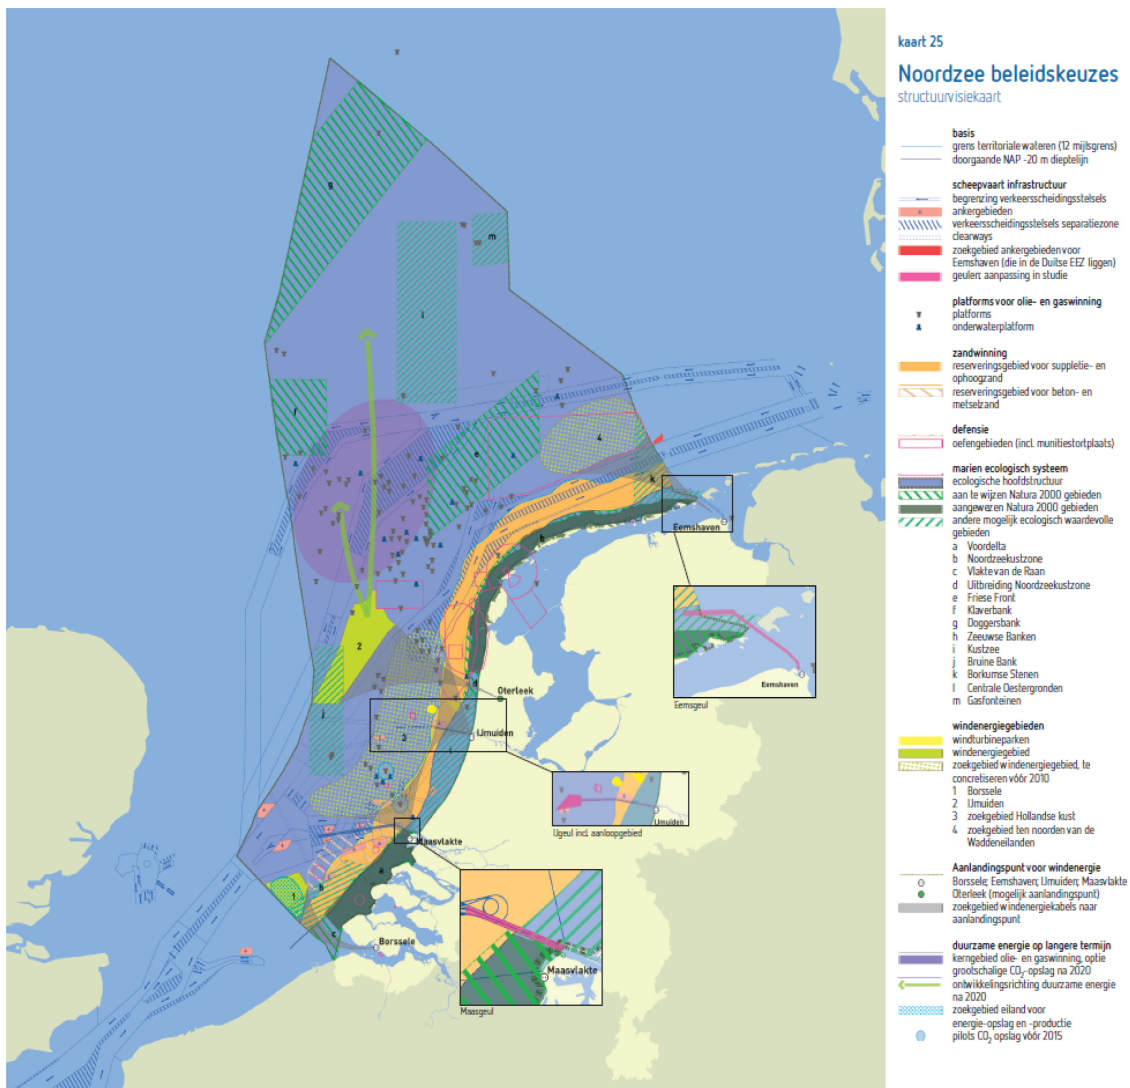 kaart 25
Noordzee beleidskeuzes
structuurvisiekaart
basis
grens territoriale wateren (12 mijlsgrens)
doorgaande NAP -20 m dieptelijn
scheepvaart infrastructuur
begrenzing verkeersscheidingsstelsels
ankergebieden
verkeersscheidingsstelsels separatiezone
clearways
zoekgebied ankergebieden voor
Eemshaven (die in de Duitse EEZ liggen)
geulen: aanpassing in studie
platforms voor olie- en gaswinning
platforms
onderwaterplatform
zandwinning
reserveringsgebied voor suppletie- en
ophoogzand
reserveringsgebied voor beton- en
metselzand
defensie
oefengebieden (incl. munitiestortplaats)
marien ecologisch systeem
ecologische hoofdstructuur
aan te wijzen Natura 2000 gebieden
aangewezen Natura 2000 gebieden
andere mogelijk ecologisch waardevolle
gebieden
a Voordelta
b Noordzeekustzone
c Vlakte van de Raan
d Uitbreiding Noordzeekustzone
e Friese Front
f Klaverbank
g Doggersbank
h Zeeuwse Banken
i Kustzee
j Bruine Bank
k Borkumse Stenen
l Centrale Oestergronden
m Gasfonteinen
windenergiegebieden
windturbineparken
windenergiegebied
zoekgebied windenergiegebied, te
concretiseren vóór 2010
1 Borssele
2 IJmuiden
3 zoekgebied Hollandse kust
4 zoekgebied ten noorden van de
Waddeneilanden
Aanlandingspunt voor windenergie
Borssele; Eemshaven; IJmuiden; Maasvlakte
Oterleek (mogelijk aanlandingspunt)
zoekgebied windenergiekabels naar
aanlandingspunt
duurzame energie op langere termijn
kerngebied olie- en gaswinning, optie
grootschalige CO2-opslag na 2020
ontwikkelingsrichting duurzame energie
na 2020
zoekgebied eiland voor
energie-opslag en -productie
pilots CO2 opslag vóór 2015
g
m
l
f
4
e
k
Eemshaven
b
2
d
Oterleek
j
3
IJmuiden
i
Maasvlakte
a
h
1
c
Borssele
Eemshaven
Eemsgeul
IJmuiden
IJgeul incl. aanloopgebied
Maasvlakte
Maasgeul